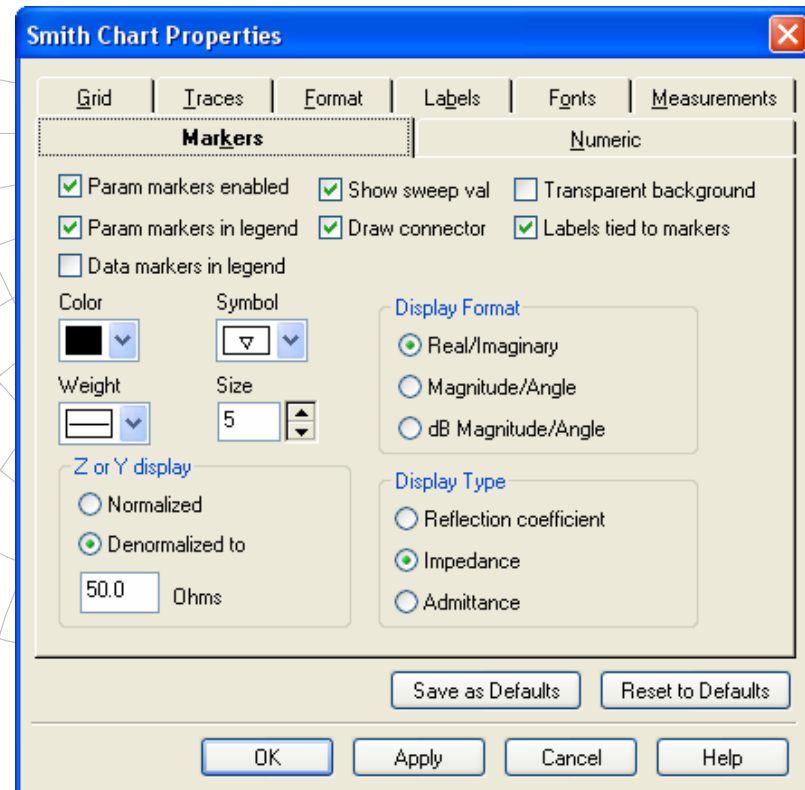 Smith Chart Properties
Grid Traces Format Labels Fonts Measurements
Markers Numeric
Param markers enabled Show sweep val Transparent background
Param markers in legend Draw connector Labels tied to markers
Data markers in legend
Color Symbol
Weight Size
5
Display Format
Real/Imaginary
Magnitude/Angle
dB Magnitude/Angle
Z or Y display
Normalized
Denormalized to
50.0 Ohms
Display Type
Reflection coefficient
Impedance
Admittance
Save as Defaults Reset to Defaults
OK Apply Cancel Help